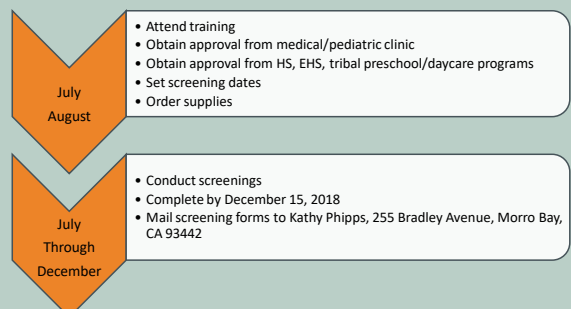 July
August
• Attend training
• Obtain approval from medical/pediatric clinic
• Obtain approval from HS, EHS, tribal preschool/daycare programs
• Set screening dates
• Order supplies
July
Through
December
• Conduct screenings
• Complete by December 15, 2018
• Mail screening forms to Kathy Phipps, 255 Bradley Avenue, Morro Bay,
CA 93442